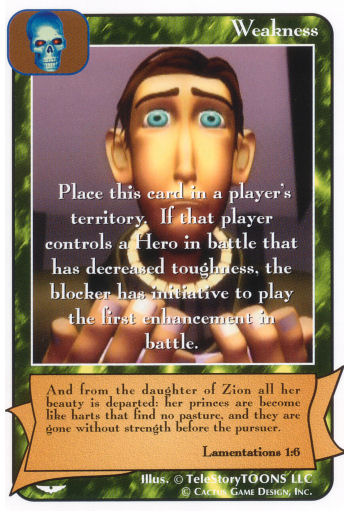 Weakness
Place this card in a player's
territory. If that player
controls a Hero in battle that
has decreased toughness, the
blocker has initiative to play
the first enhancement in
battle.
And from the daughter of Zion all her
beauty is departed: her princes are become
like harts that find no pasture, and they are
gone without strength before the pursuer.
Lamentations 1:6
Illus. © TeleStoryTOONS LLC
© Cactus Game Design, Inc.